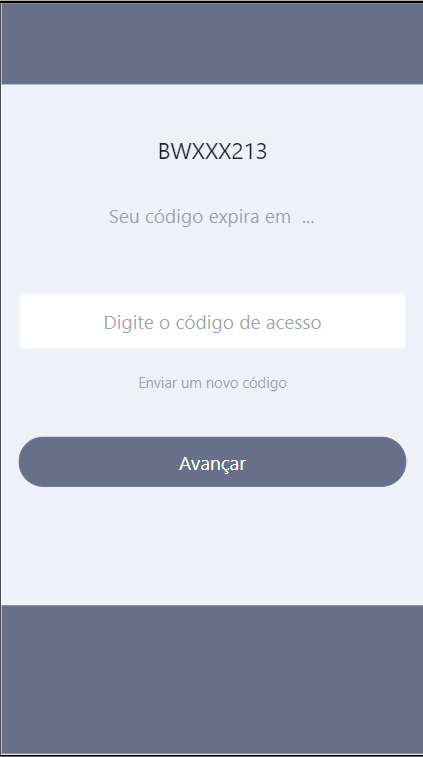 BWXXX213
Seu código expira em ...
Digite o código de acesso
Enviar um novo código
Avançar